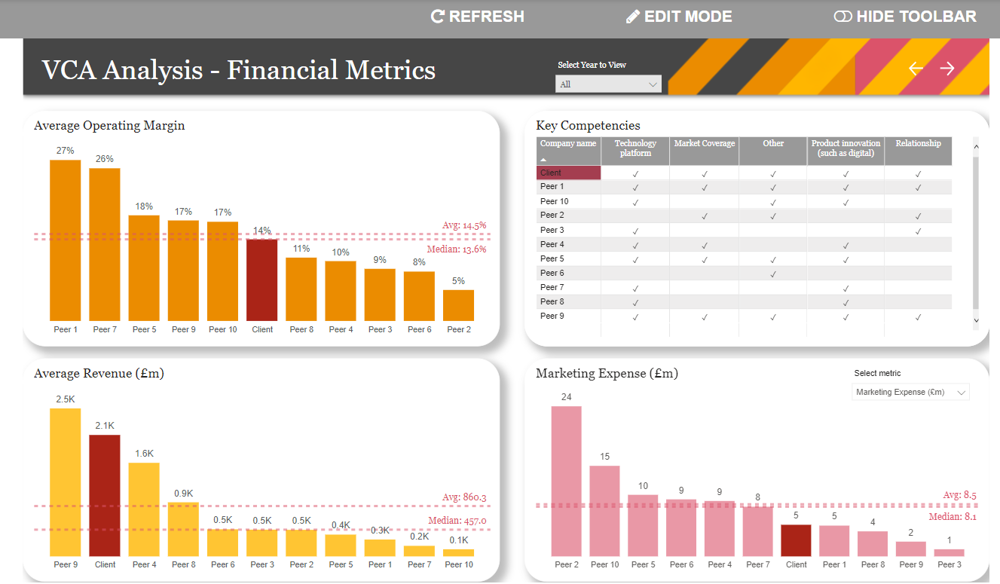 REFRESH
EDIT MODE
HIDE TOOLBAR
VCA Analysis - Financial Metrics
Select Year to View
All
Average Operating Margin
27%
26%
18%
17%
17%
14%
11%
10%
9%
8%
5%
Avg: 14.5%
Median: 13.6%
Peer 1 Peer 7 Peer 5 Peer 9 Peer 10 Client Peer 8 Peer 4 Peer 3 Peer 6 Peer 2
Key Competencies
Company name Technology platform Market Coverage Other Product innovation (such as digital) Relationship
Client ✓ ✓ ✓ ✓ ✓
Peer 1 ✓ ✓ ✓ ✓ ✓
Peer 10 ✓ ✓ ✓
Peer 2 ✓ ✓ ✓
Peer 3 ✓ ✓
Peer 4 ✓ ✓ ✓
Peer 5 ✓ ✓ ✓ ✓
Peer 6 ✓
Peer 7 ✓ ✓
Peer 8 ✓ ✓
Peer 9 ✓ ✓ ✓ ✓ ✓
Average Revenue (£m)
2.5K
2.1K
1.6K
0.9K
0.5K
0.5K
0.5K
0.4K
0.3K
0.2K
0.1K
Avg: 860.3
Median: 457.0
Peer 9 Client Peer 4 Peer 8 Peer 6 Peer 3 Peer 2 Peer 5 Peer 1 Peer 7 Peer 10
Marketing Expense (£m)
Select metric
Marketing Expense (£m)
24
15
10
9
9
8
5
5
4
2
1
Avg: 8.5
Median: 8.1
Peer 2 Peer 10 Peer 5 Peer 6 Peer 4 Peer 7 Client Peer 1 Peer 8 Peer 9 Peer 3